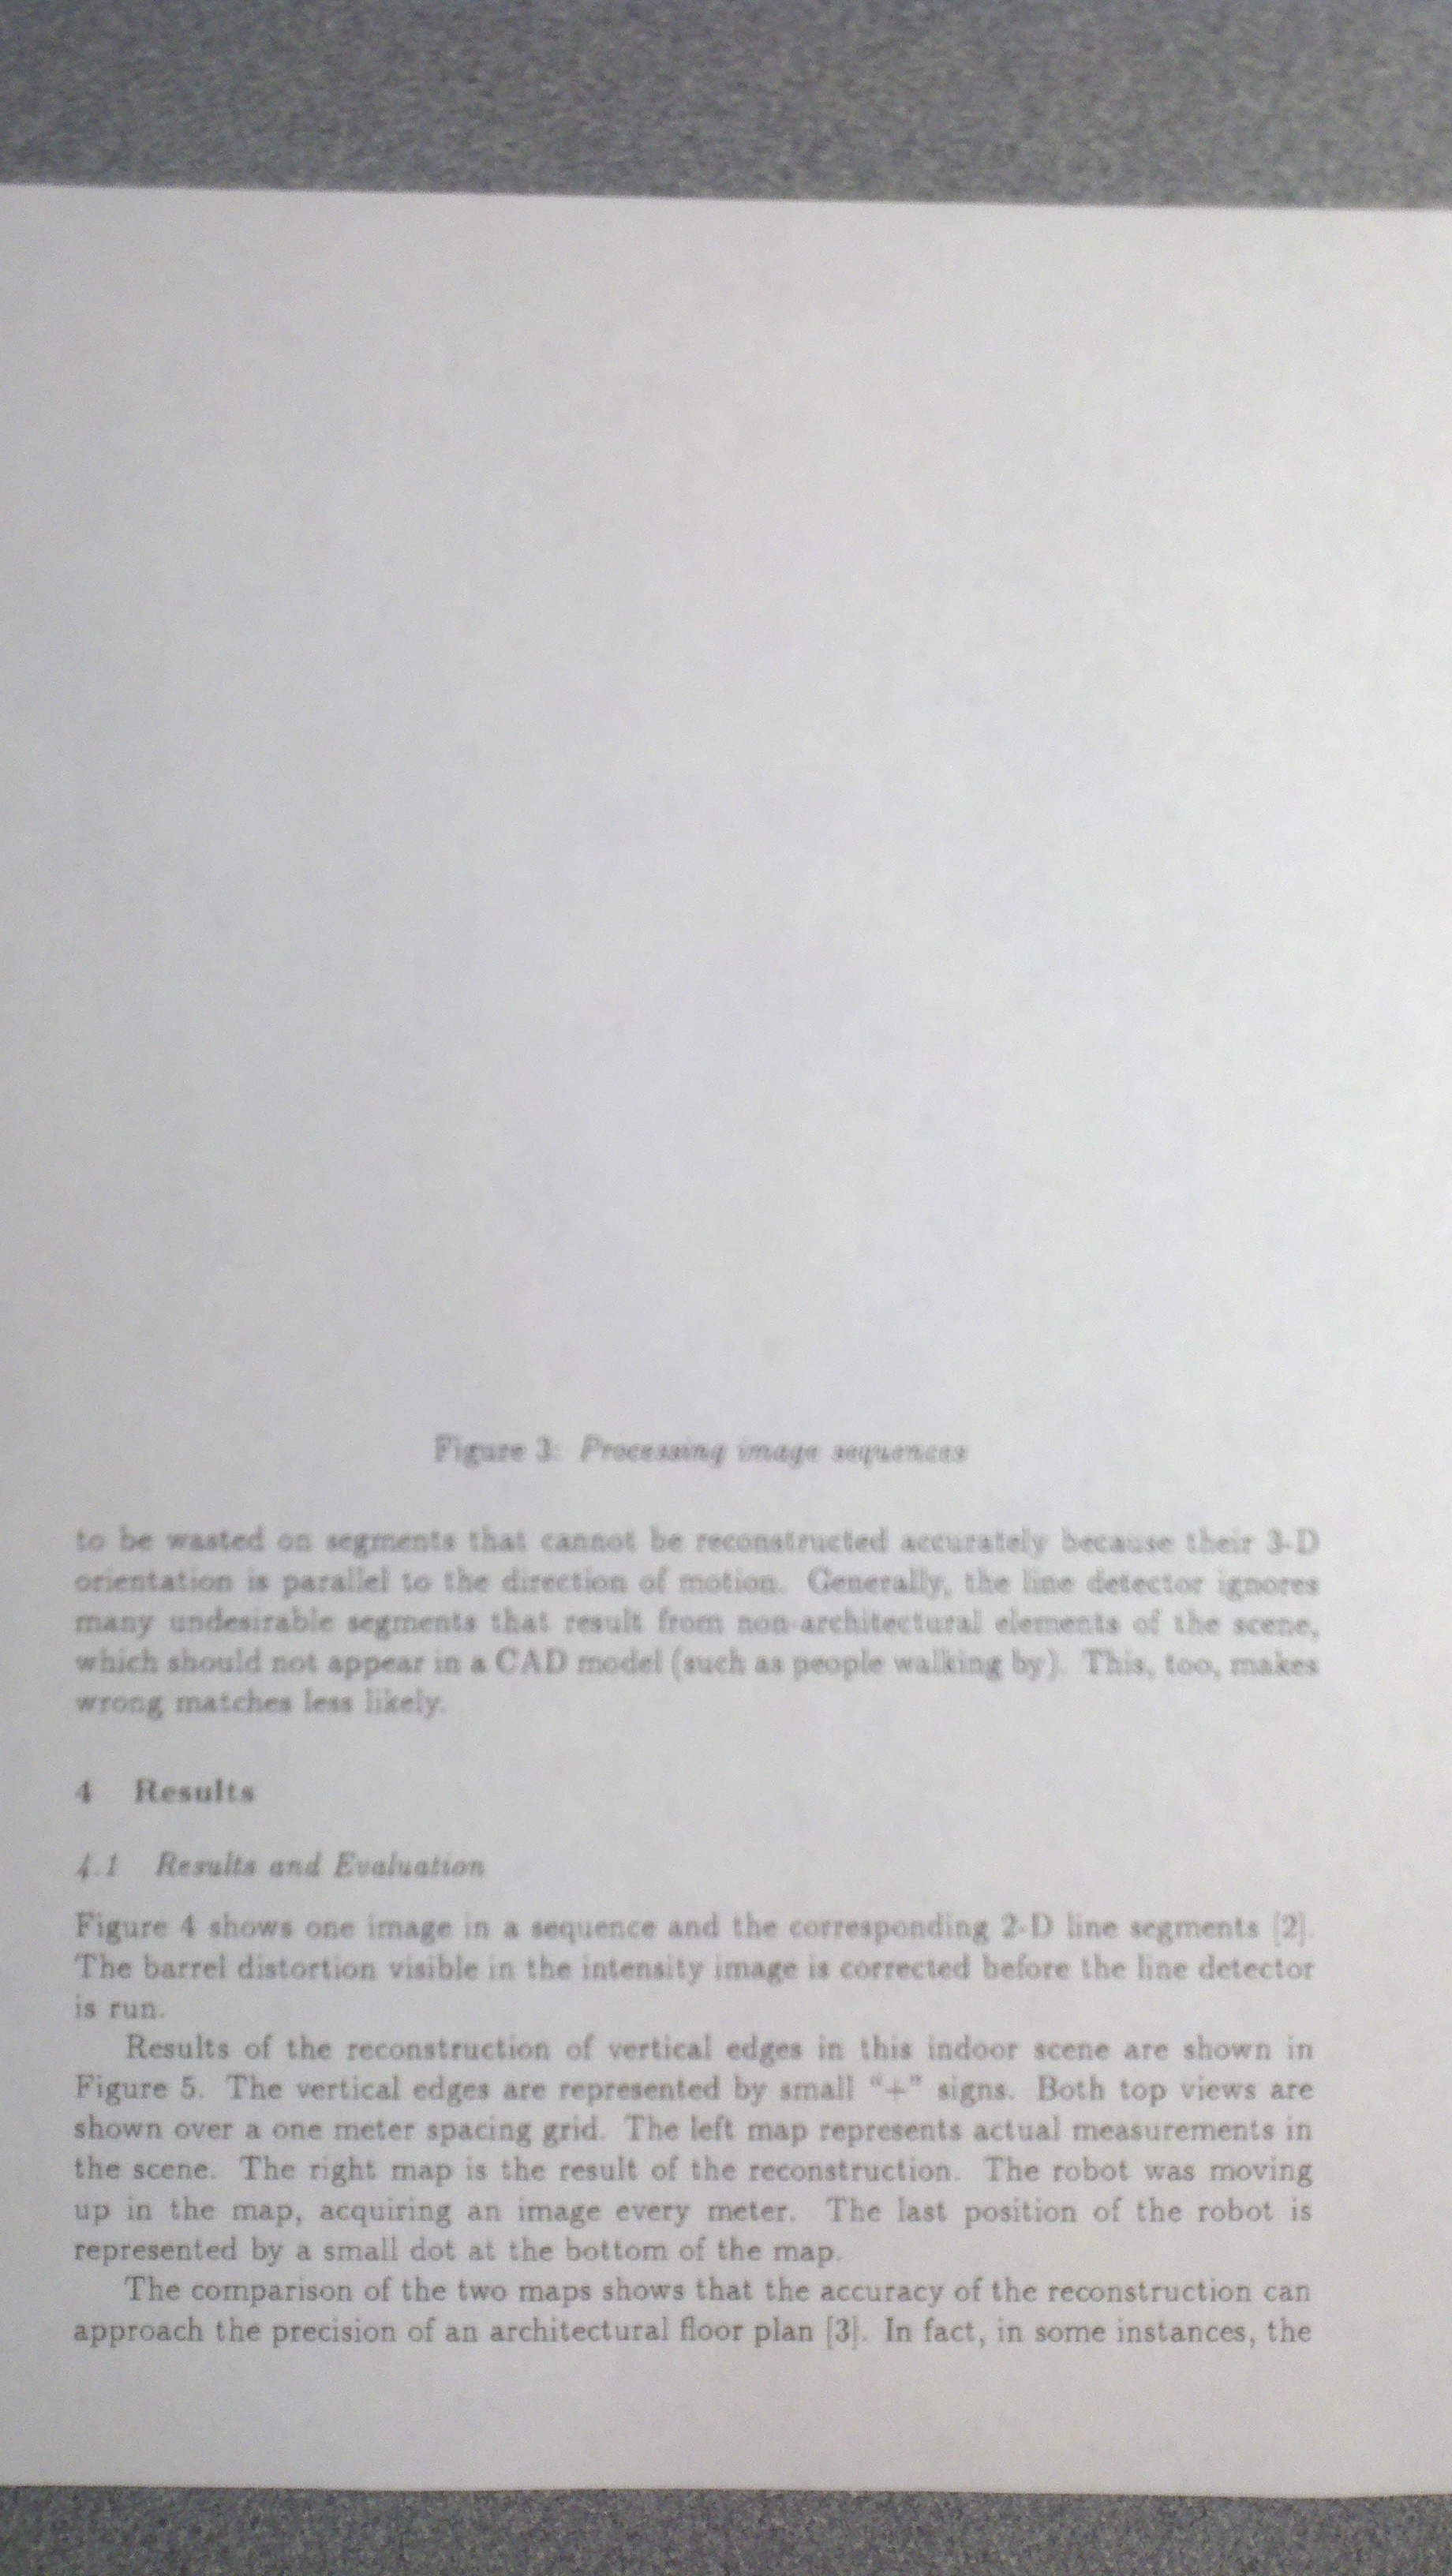 Figure 3: Processing image sequences
to be wasted on segments that cannot be reconstructed accurately because their 3-D
orientation is parallel to the direction of motion. Generally, the line detector ignores
many undesirable segments that result from non-architectural elements of the scene,
which should not appear in a CAD model (such as people walking by). This, too, makes
wrong matches less likely.
4 Results
4.1 Results and Evaluation
Figure 4 shows one image in a sequence and the corresponding 2-D line segments [2].
The barrel distortion visible in the intensity image is corrected before the line detector
is run.
Results of the reconstruction of vertical edges in this indoor scene are shown in
Figure 5. The vertical edges are represented by small “+” signs. Both top views are
shown over a one meter spacing grid. The left map represents actual measurements in
the scene. The right map is the result of the reconstruction. The robot was moving
up in the map, acquiring an image every meter. The last position of the robot is
represented by a small dot at the bottom of the map.
The comparison of the two maps shows that the accuracy of the reconstruction can
approach the precision of an architectural floor plan [3]. In fact, in some instances, the